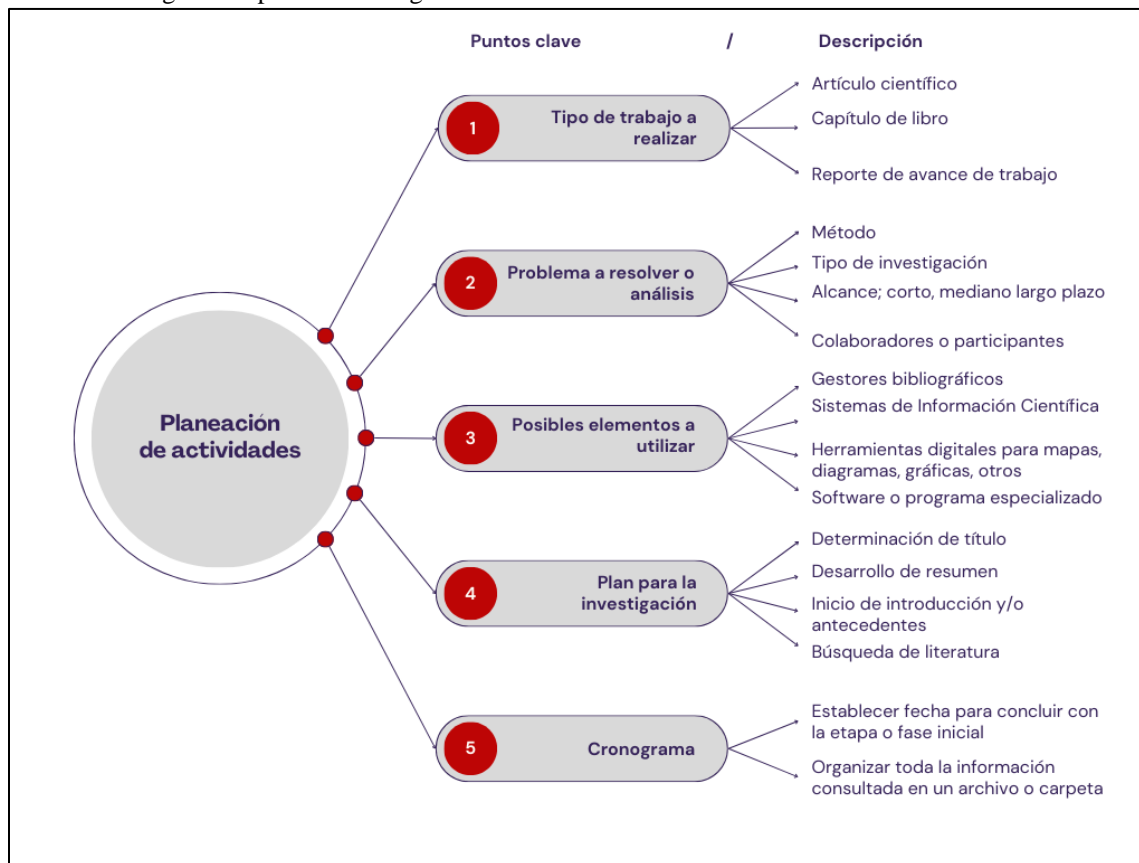 Puntos clave / Descripción
Planeación
de actividades
1
Tipo de trabajo a
realizar
Artículo científico
Capítulo de libro
Reporte de avance de trabajo
2
Problema a resolver o
análisis
Método
Tipo de investigación
Alcance; corto, mediano largo plazo
Colaboradores o participantes
3
Posibles elementos a
utilizar
Gestores bibliográficos
Sistemas de Información Científica
Herramientas digitales para mapas,
diagramas, gráficas, otros
Software o programa especializado
4
Plan para la
investigación
Determinación de título
Desarrollo de resumen
Inicio de introducción y/o
antecedentes
Búsqueda de literatura
5
Cronograma
Establecer fecha para concluir con
la etapa o fase inicial
Organizar toda la información
consultada en un archivo o carpeta